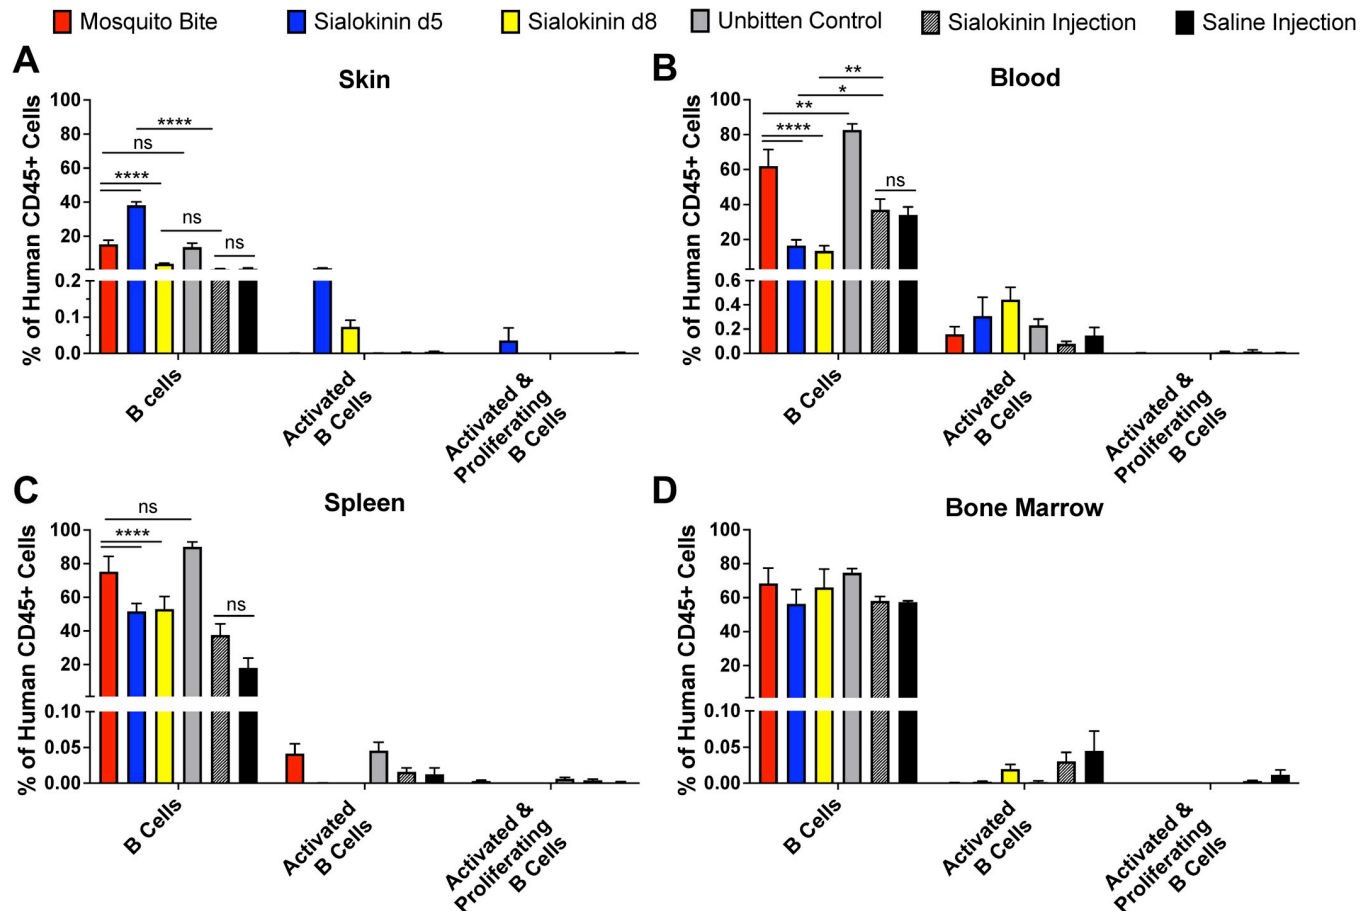 Mosquito Bite Sialokinin d5 Sialokinin d8 Unbitten Control Sialokinin Injection Saline Injection
A
Skin
% of Human CD45+ Cells
100
80
60
40
20
0.2
0.1
0.0
****
ns
****
ns
ns
B cells
Activated
B Cells
Activated &
Proliferating
B Cells
B
Blood
% of Human CD45+ Cells
100
80
60
40
20
0.6
0.4
0.2
0.0
**
*
**
****
ns
B Cells
Activated
B Cells
Activated &
Proliferating
B Cells
C
Spleen
% of Human CD45+ Cells
100
80
60
40
20
0.10
0.05
0.00
ns
****
ns
B Cells
Activated
B Cells
Activated &
Proliferating
B Cells
D
Bone Marrow
% of Human CD45+ Cells
100
80
60
40
20
0.10
0.05
0.00
B Cells
Activated
B Cells
Activated &
Proliferating
B Cells